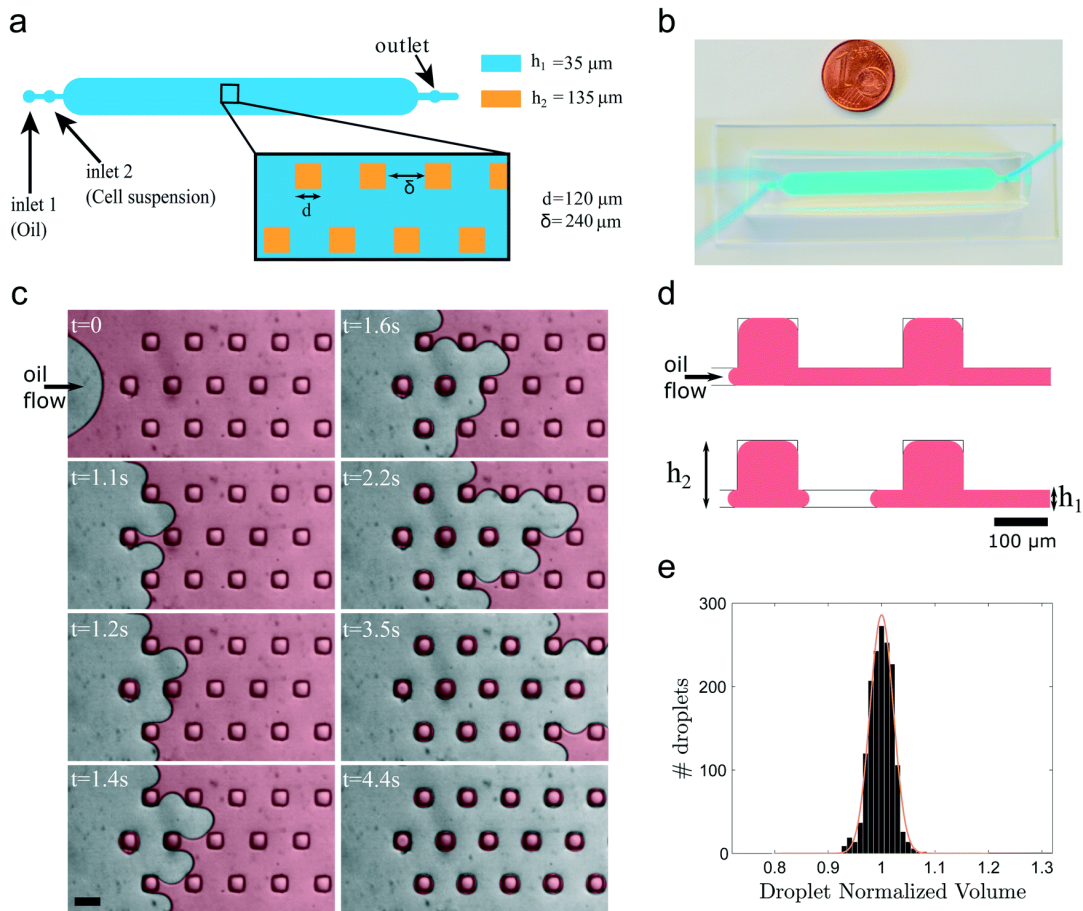 a
outlet
h₁ =35 μm
h₂ =135 μm
inlet 2
(Cell suspension)
inlet 1
(Oil)
δ
d
d=120 μm
δ=240 μm
b
1
c
t=0
oil
flow
t=1.6s
t=1.1s
t=2.2s
t=1.2s
t=3.5s
t=1.4s
t=4.4s
d
oil
flow
h₂
h₁
100 μm
e
300
200
100
0
# droplets
0.8
0.9
1
1.1
1.2
1.3
Droplet Normalized Volume